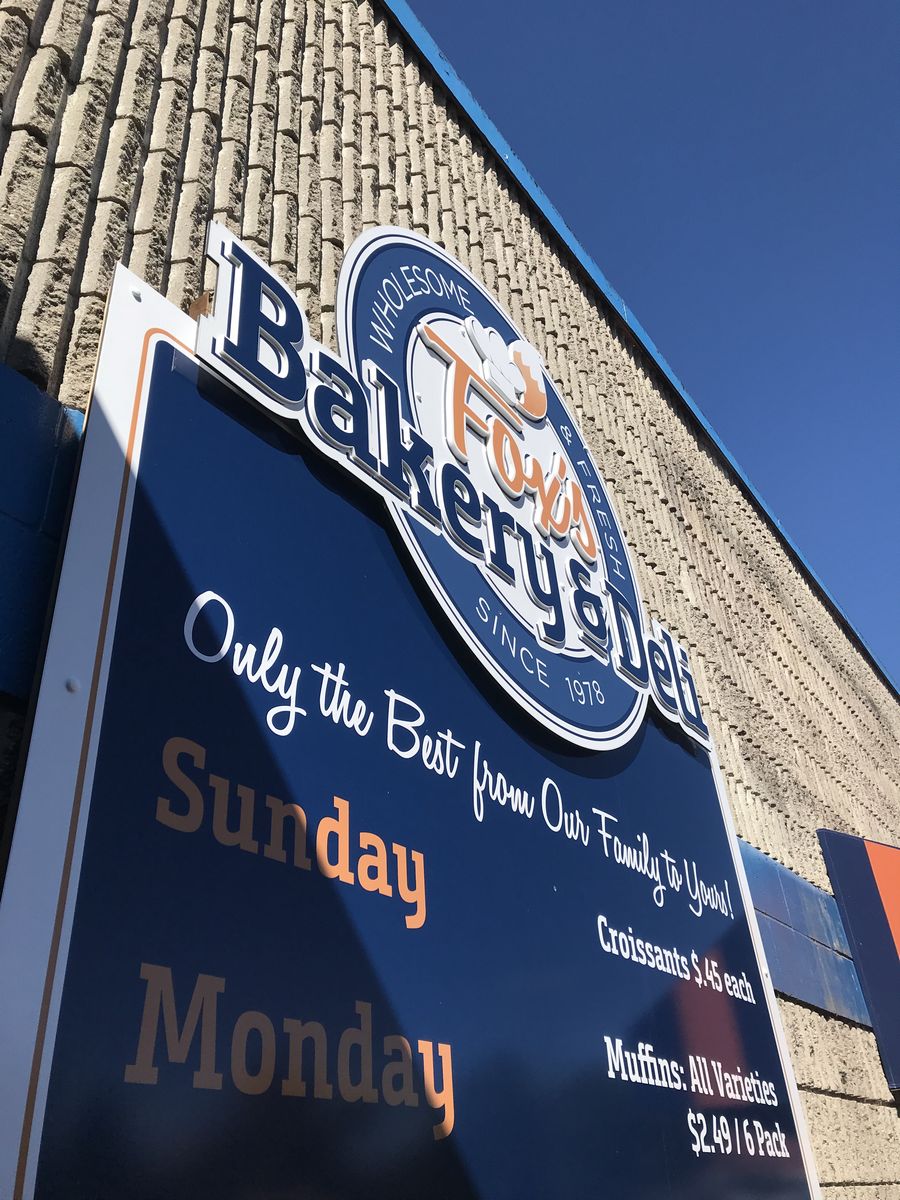 WHOLESOME & FRESH
Fox's
Bakery & Deli
SINCE 1978
Only the Best from Our Family to Yours!
Sunday
Croissants $.45 each
Monday
Muffins: All Varieties
$2.49 / 6 Pack